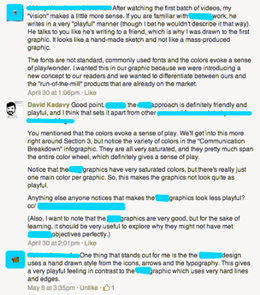 After watching the first batch of videos, my
"vision" makes a little more sense. If you are familiar with work, he
writes in a very "playful" manner (though I bet he wouldn't describe it that way).
He talks to you like he's writing to a friend, which is why I was drawn to the first
graphic. It looks like a hand-made sketch and not like a mass-produced
graphic.
The fonts are not standard, commonly used fonts and the colors evoke a sense
of play/wonder. I wanted this in our graphic because we were introducing a
new concept to our readers and we wanted to differentiate between ours and
the "run-of-the-mill" products that are already on the market.
April 30 at 1:06pm · Like
David Kadavy Good point, the approach is definitely friendly and
playful, and I think that sets it apart from other
You mentioned that the colors evoke a sense of play. We'll get into this more
right around Section 3, but notice the variety of colors in the "Communication
Breakdown" infographic. They are all very saturated, and they pretty much span
the entire color wheel, which definitely gives a sense of play.
Notice that the graphics have very saturated colors, but there's really just
one main color per graphic. So, this makes the graphics not quite as
playful.
Anything else anyone notices that makes the graphics look less playful?
cc/
(Also, I want to note that the graphics are very good, but for the sake of
learning, it should be very useful to explore why they might not have met
objectives perfectly.)
April 30 at 2:01pm · Like
One thing that stands out for me is the the design
uses a hand drawn style from the icons, arrows and the typography. This gives
a very playful feeling in contrast to the graphic which uses very hard lines
and edges.
May 8 at 3:35pm · Unlike · 1